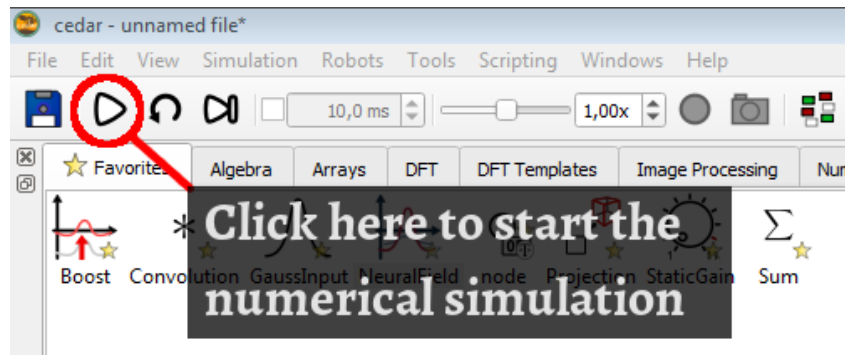 cedar - unnamed file*
File Edit View Simulation Robots Tools Scripting Windows Help
10,0 ms 1,00x
Favorites Algebra Arrays DFT DFT Templates Image Processing Num
Click here to start the
Boost Convolution GaussInput NeuralField node Projection StaticGain Sum
numerical simulation